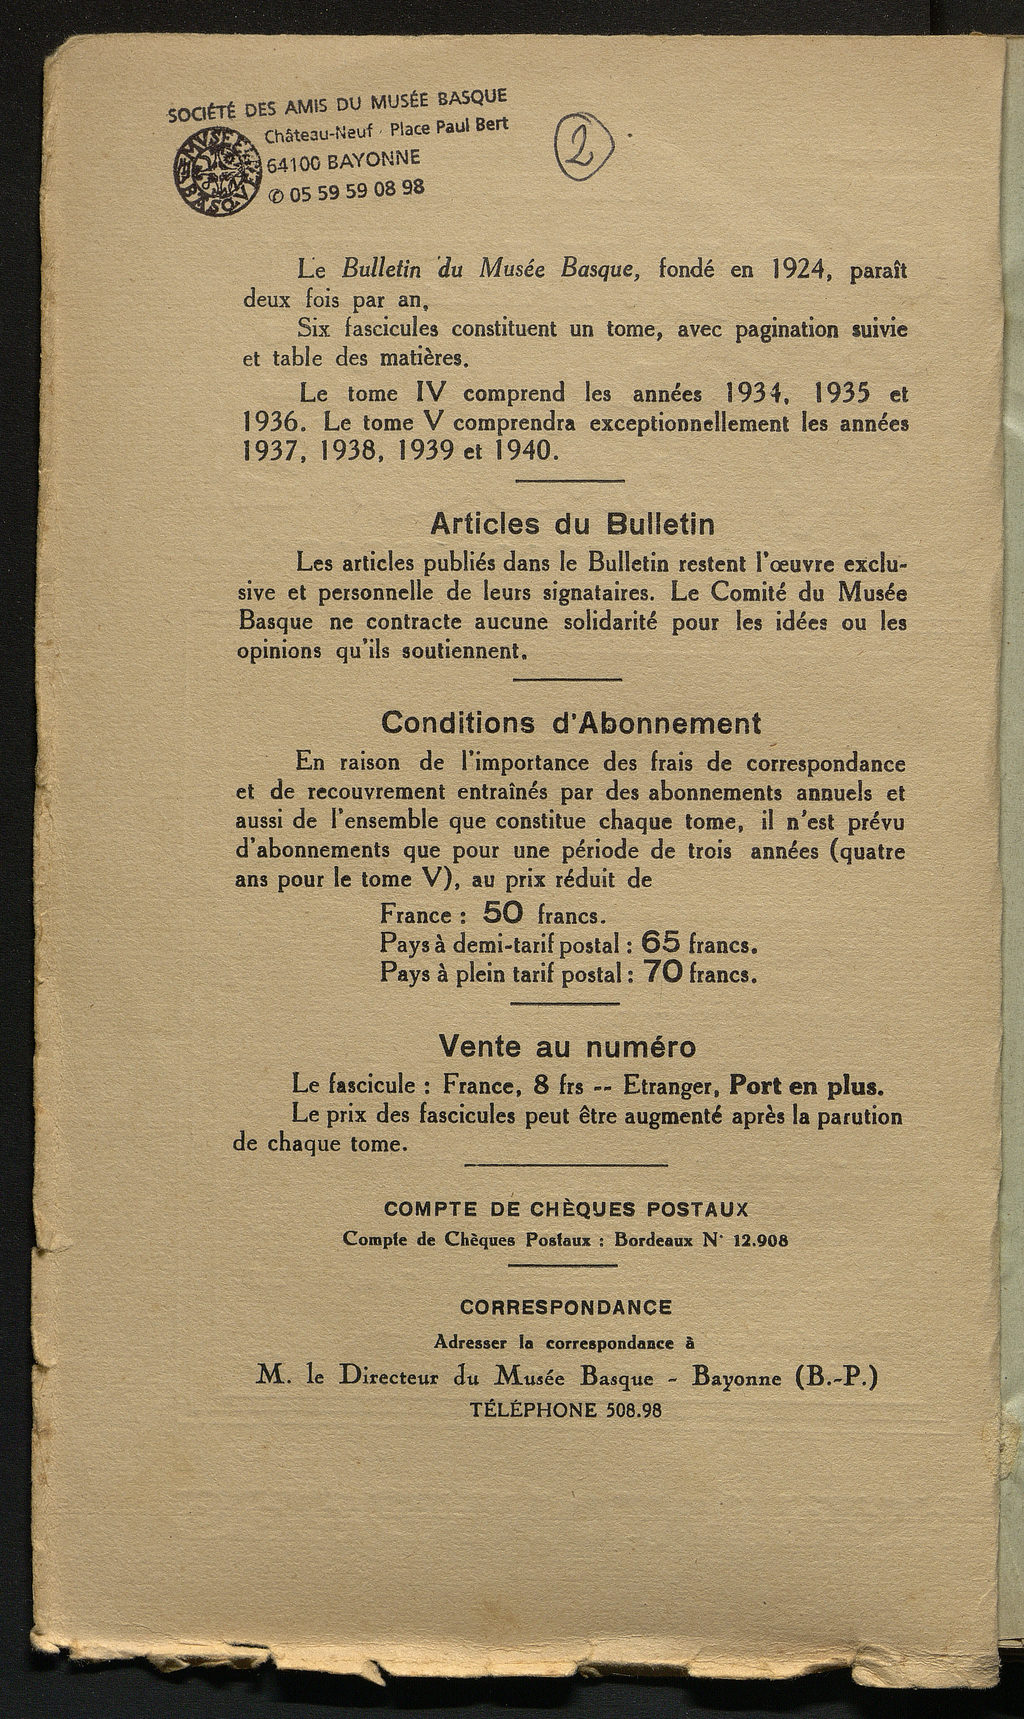 SOCIÉTÉ DES AMIS DU MUSÉE BASQUE
Château-Neuf - Place Paul Bert
64100 BAYONNE
✆ 05 59 59 08 98
MUSÉE BASQUE
2
Le Bulletin du Musée Basque, fondé en 1924, paraît
deux fois par an,
Six fascicules constituent un tome, avec pagination suivie
et table des matières.
Le tome IV comprend les années 1934, 1935 et
1936. Le tome V comprendra exceptionnellement les années
1937, 1938, 1939 et 1940.
Articles du Bulletin
Les articles publiés dans le Bulletin restent l'œuvre exclu-
sive et personnelle de leurs signataires. Le Comité du Musée
Basque ne contracte aucune solidarité pour les idées ou les
opinions qu'ils soutiennent.
Conditions d'Abonnement
En raison de l'importance des frais de correspondance
et de recouvrement entraînés par des abonnements annuels et
aussi de l'ensemble que constitue chaque tome, il n'est prévu
d'abonnements que pour une période de trois années (quatre
ans pour le tome V), au prix réduit de
France : 50 francs.
Pays à demi-tarif postal : 65 francs.
Pays à plein tarif postal : 70 francs.
Vente au numéro
Le fascicule : France, 8 frs -- Etranger, Port en plus.
Le prix des fascicules peut être augmenté après la parution
de chaque tome.
COMPTE DE CHÈQUES POSTAUX
Compte de Chèques Postaux : Bordeaux N° 12.908
CORRESPONDANCE
Adresser la correspondance à
M. le Directeur du Musée Basque - Bayonne (B.-P.)
TÉLÉPHONE 508.98